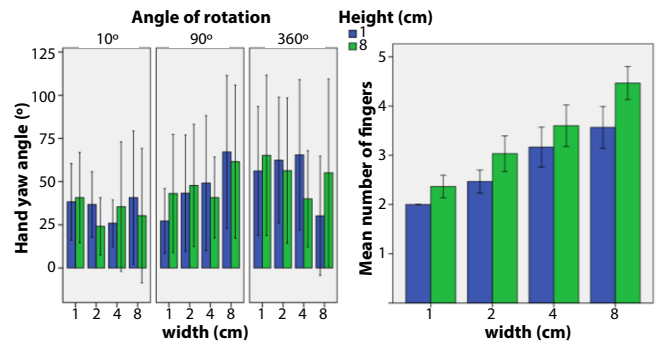 Angle of rotation
10º 90º 360º
Height (cm)
1
8
Hand yaw angle (º)
125
100
75
50
25
0
1 2 4 8 1 2 4 8 1 2 4 8
width (cm)
Mean number of fingers
5
4
3
2
1 2 4 8
width (cm)